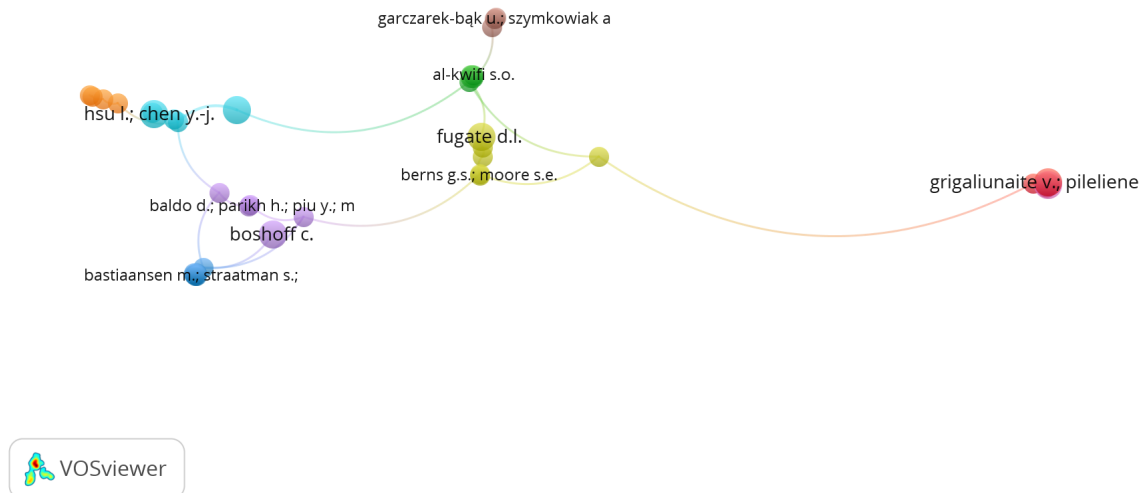 garczarek-bąk u.; szymkowiak a
al-kwifi s.o.
hsu l.; chen y.-j.
fugate d.l.
berns g.s.; moore s.e.
grigaliunaite v.; pileliene
baldo d.; parikh h.; piu y.; m
boshoff c.
bastiaansen m.; straatman s.;
VOSviewer